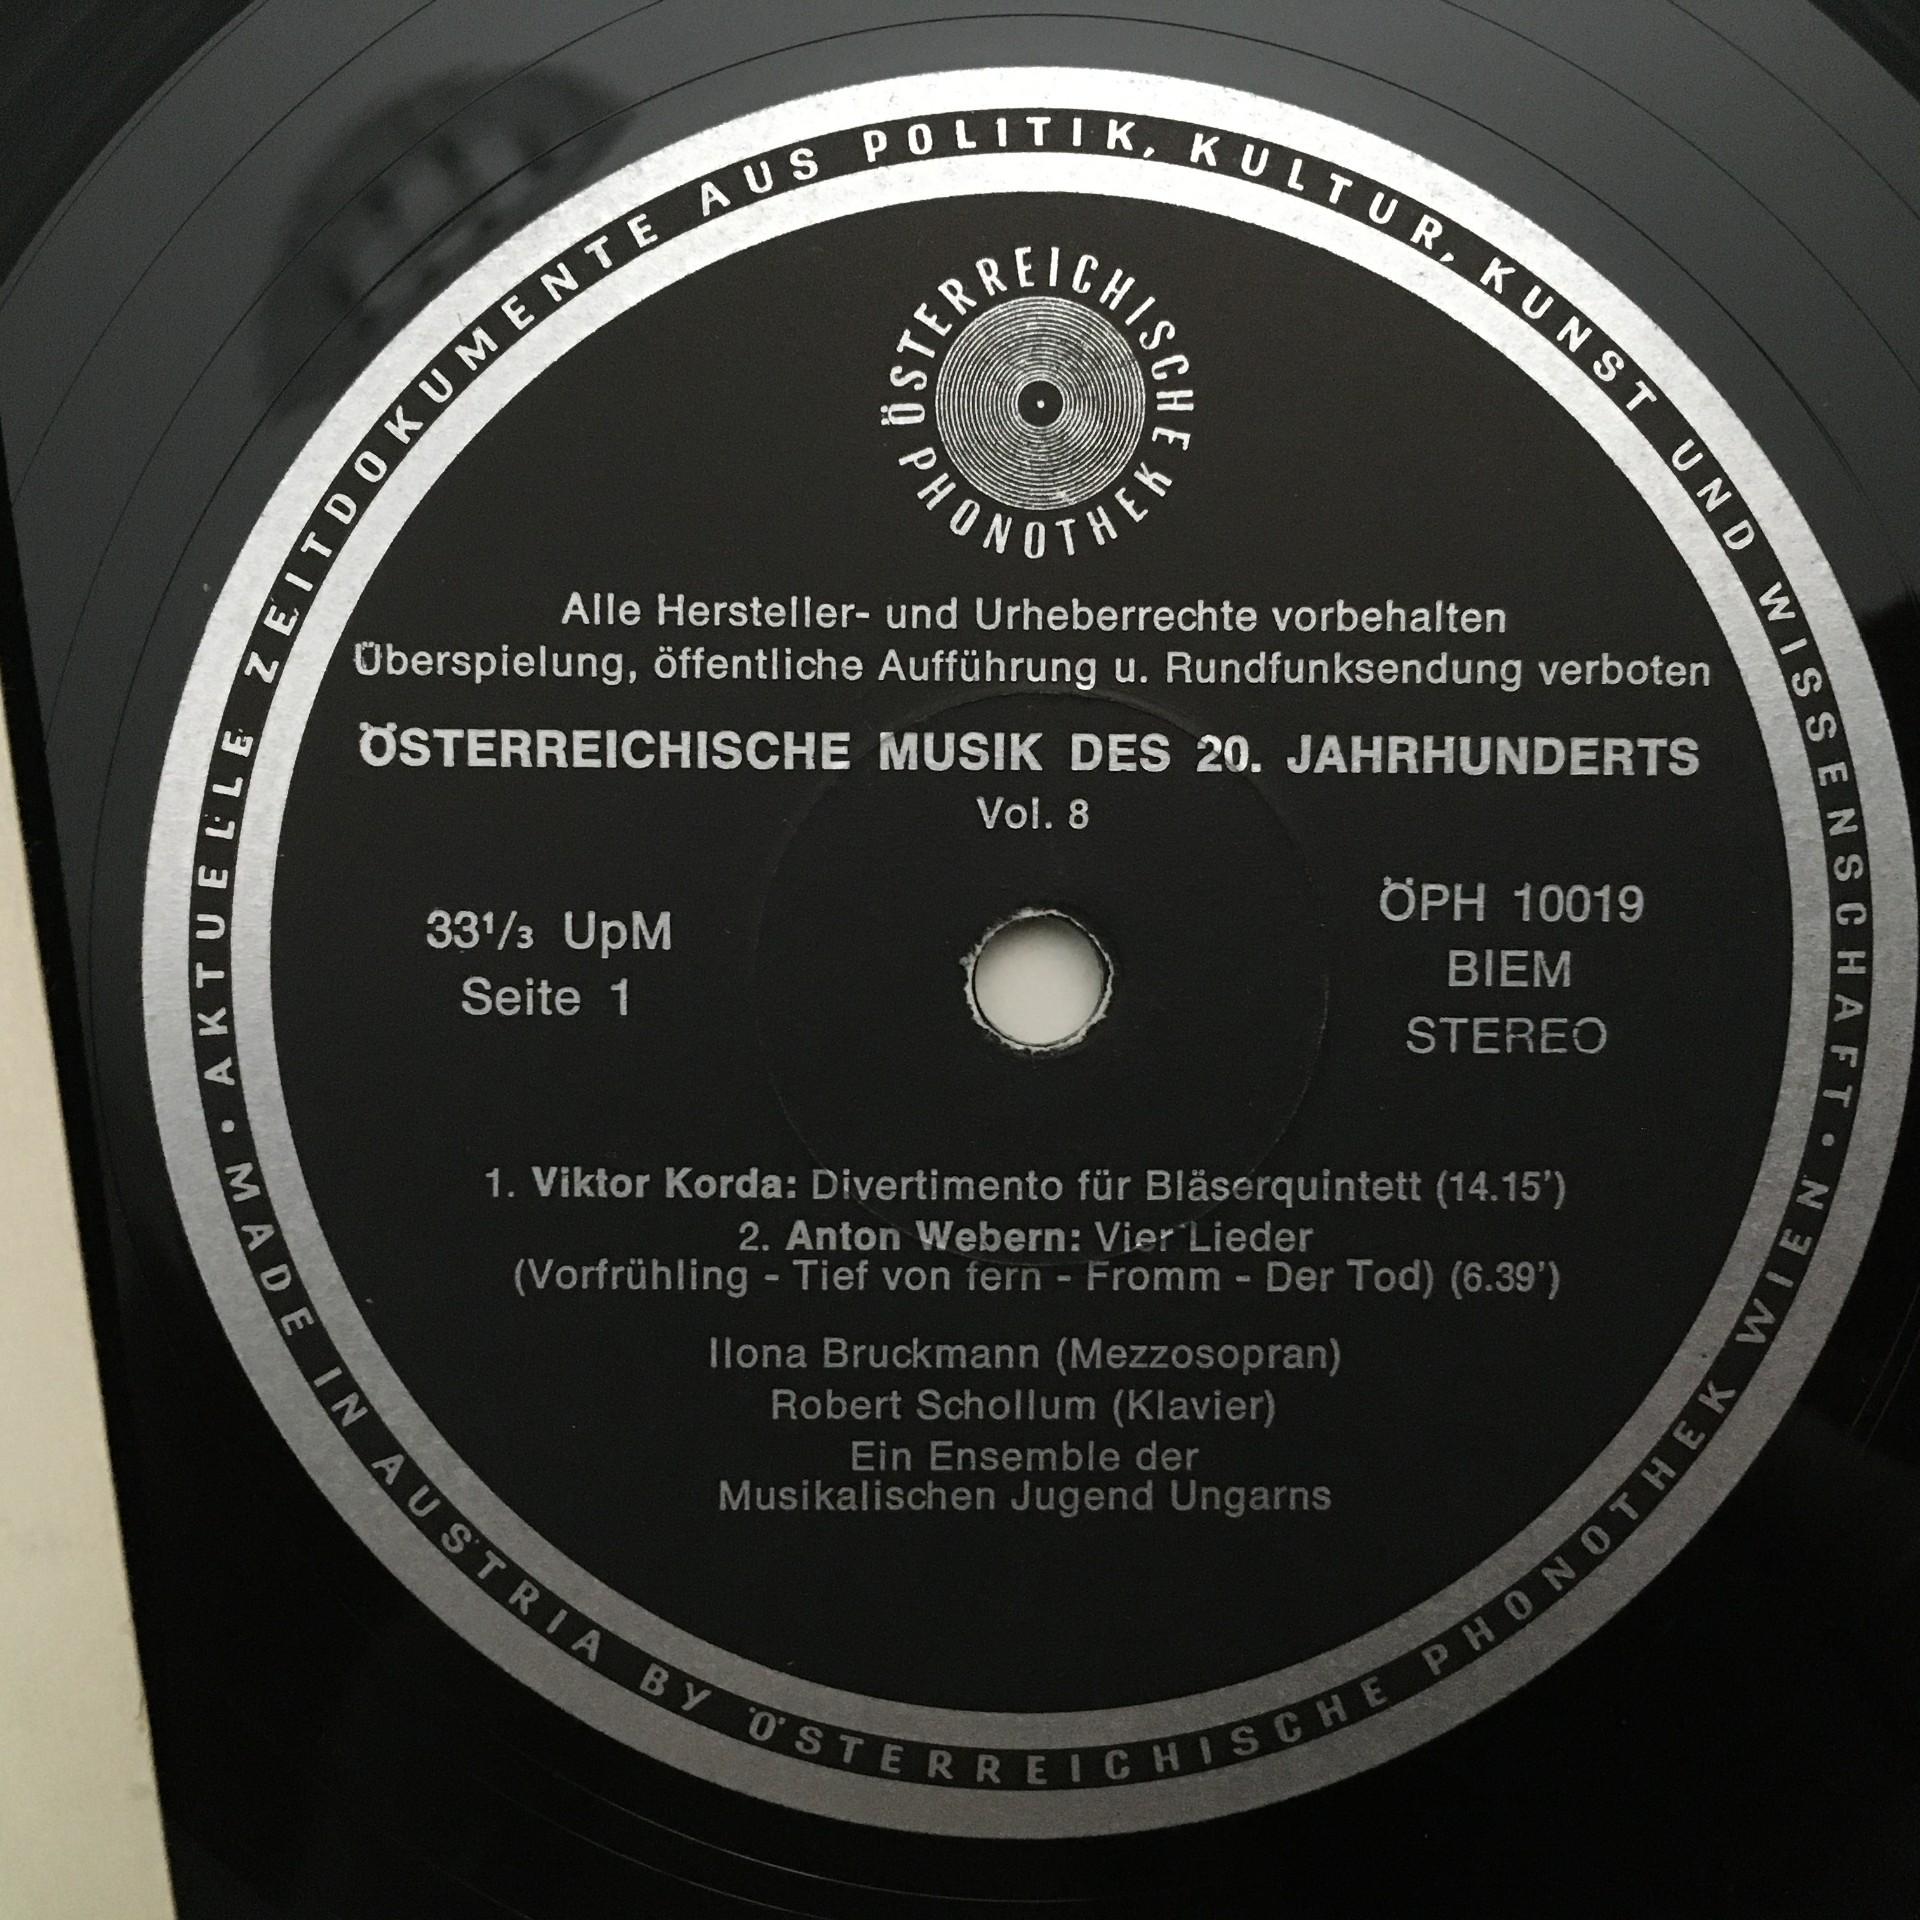 AKTUELLE ZEITDOKUMENTE AUS POLITIK, KULTUR, KUNST UND WISSENSCHAFT •
ÖSTERREICHISCHE
PHONOTHEK
Alle Hersteller- und Urheberrechte vorbehalten
Überspielung, öffentliche Aufführung u. Rundfunksendung verboten
ÖSTERREICHISCHE MUSIK DES 20. JAHRHUNDERTS
Vol. 8
33¹/₃ UpM
Seite 1
ÖPH 10019
BIEM
STEREO
1. Viktor Korda: Divertimento für Bläserquintett (14.15')
2. Anton Webern: Vier Lieder
(Vorfrühling - Tief von fern - Fromm - Der Tod) (6.39')
Ilona Bruckmann (Mezzosopran)
Robert Schollum (Klavier)
Ein Ensemble der
Musikalischen Jugend Ungarns
• MADE IN AUSTRIA BY ÖSTERREICHISCHE PHONOTHEK WIEN